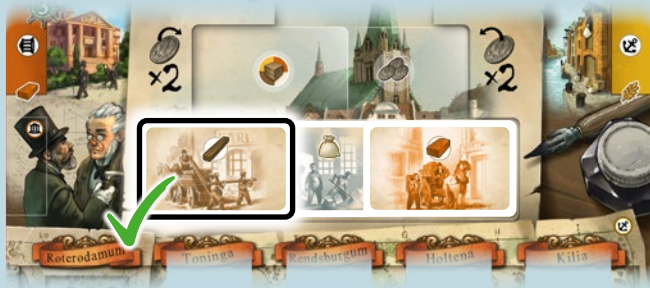 ×2
×2
Roterodamum
Toninga
Rendsburgum
Holtena
Kilia
G
H
I